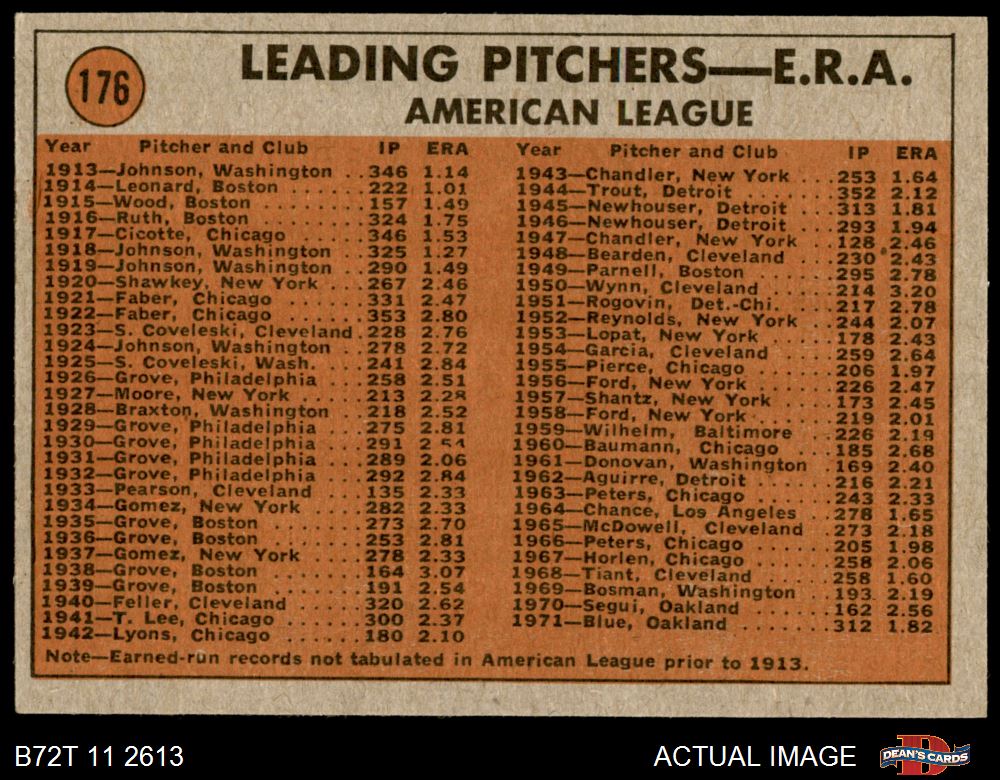 176
LEADING PITCHERS—E.R.A.
AMERICAN LEAGUE
Year Pitcher and Club IP ERA
1913—Johnson, Washington ..346 1.14
1914—Leonard, Boston ........222 1.01
1915—Wood, Boston ..........157 1.49
1916—Ruth, Boston ..........324 1.75
1917—Cicotte, Chicago ......346 1.53
1918—Johnson, Washington ..325 1.27
1919—Johnson, Washington ..290 1.49
1920—Shawkey, New York ...267 2.46
1921—Faber, Chicago .......331 2.47
1922—Faber, Chicago .......353 2.80
1923—S. Coveleski, Cleveland.228 2.76
1924—Johnson, Washington ..278 2.72
1925—S. Coveleski, Wash. ...241 2.84
1926—Grove, Philadelphia ...258 2.51
1927—Moore, New York .....213 2.28
1928—Braxton, Washington ..218 2.52
1929—Grove, Philadelphia ...275 2.81
1930—Grove, Philadelphia ...291 2.54
1931—Grove, Philadelphia ...289 2.06
1932—Grove, Philadelphia ...292 2.84
1933—Pearson, Cleveland ....135 2.33
1934—Gomez, New York .....282 2.33
1935—Grove, Boston ........273 2.70
1936—Grove, Boston ........253 2.81
1937—Gomez, New York .....278 2.33
1938—Grove, Boston ........164 3.07
1939—Grove, Boston ........191 2.54
1940—Feller, Cleveland ......320 2.62
1941—T. Lee, Chicago .......300 2.37
1942—Lyons, Chicago .......180 2.10
Year Pitcher and Club IP ERA
1943—Chandler, New York ...253 1.64
1944—Trout, Detroit ........352 2.12
1945—Newhouser, Detroit ...313 1.81
1946—Newhouser, Detroit ...293 1.94
1947—Chandler, New York ...128 2.46
1948—Bearden, Cleveland ....230 2.43
1949—Parnell, Boston .......295 2.78
1950—Wynn, Cleveland .....214 3.20
1951—Rogovin, Det.-Chi. ....217 2.78
1952—Reynolds, New York ...244 2.07
1953—Lopat, New York ......178 2.43
1954—Garcia, Cleveland .....259 2.64
1955—Pierce, Chicago .......206 1.97
1956—Ford, New York .......226 2.47
1957—Shantz, New York .....173 2.45
1958—Ford, New York .......219 2.01
1959—Wilhelm, Baltimore ....226 2.19
1960—Baumann, Chicago .....185 2.68
1961—Donovan, Washington ..169 2.40
1962—Aguirre, Detroit .......216 2.21
1963—Peters, Chicago .......243 2.33
1964—Chance, Los Angeles ..278 1.65
1965—McDowell, Cleveland ..273 2.18
1966—Peters, Chicago .......205 1.98
1967—Horlen, Chicago .......258 2.06
1968—Tiant, Cleveland .......258 1.60
1969—Bosman, Washington ..193 2.19
1970—Segui, Oakland .......162 2.56
1971—Blue, Oakland ........312 1.82
Note—Earned-run records not tabulated in American League prior to 1913.
B72T 11 2613
ACTUAL IMAGE
DEAN'S CARDS